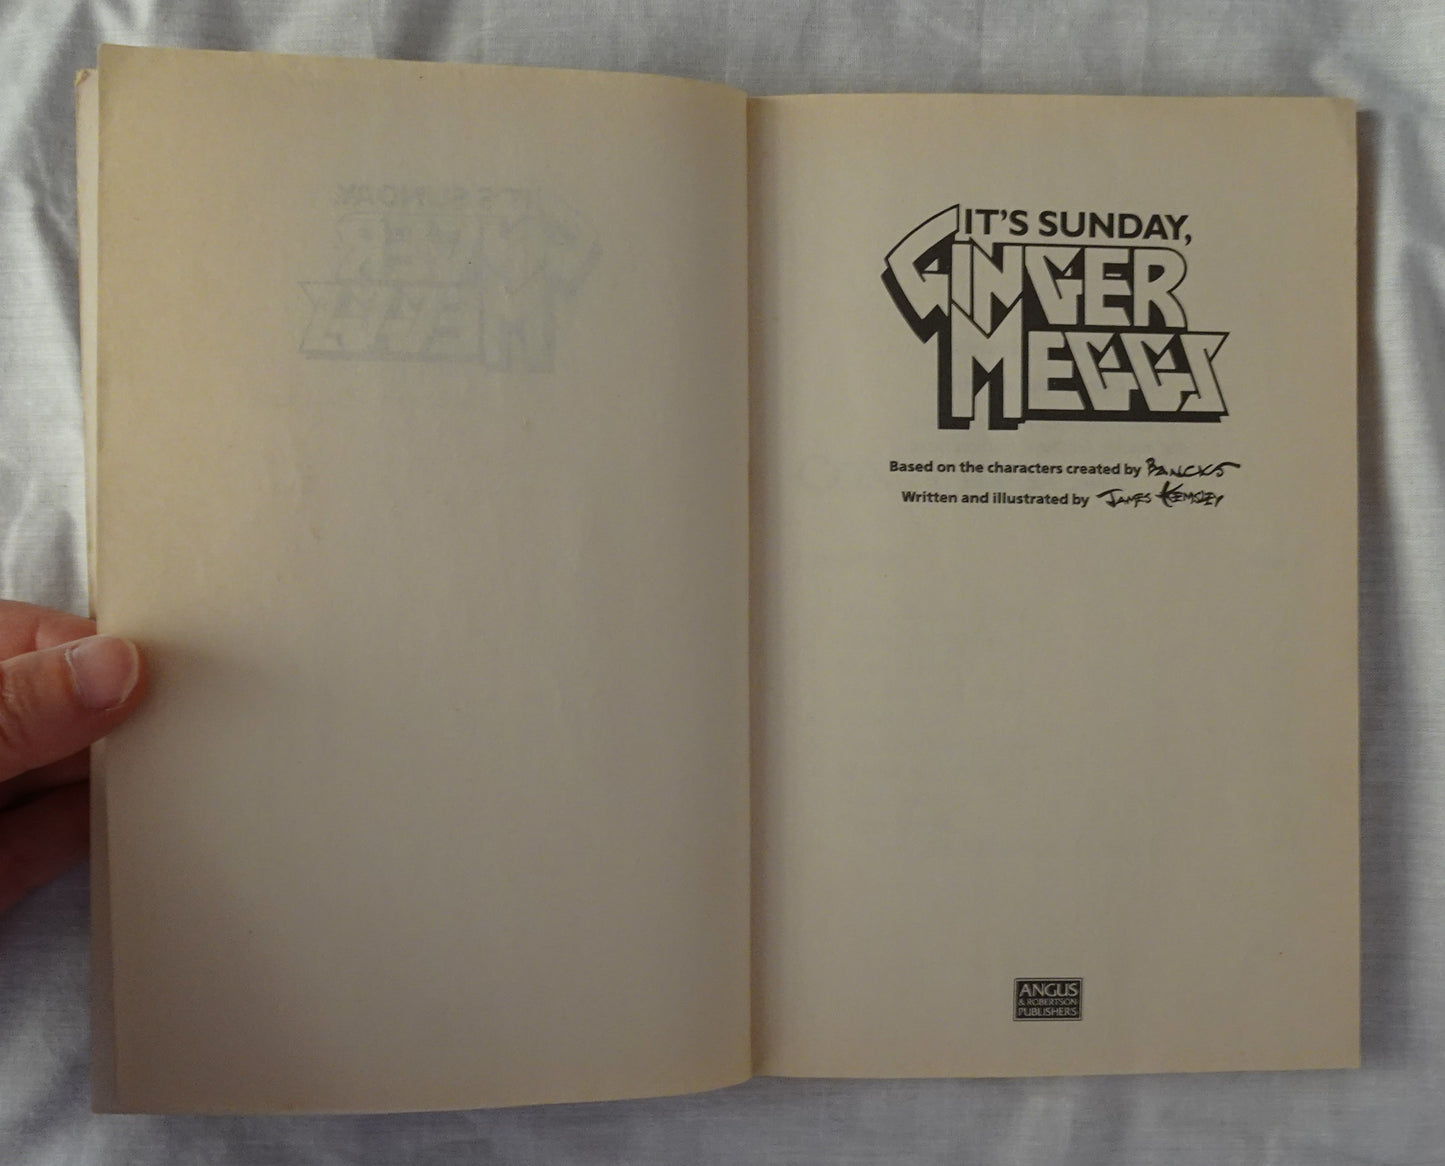 IT'S SUNDAY,
GINGER
MEGGS
Based on the characters created by BANCKS
Written and illustrated by JAMES KEMSLEY
ANGUS
& ROBERTSON
PUBLISHERS